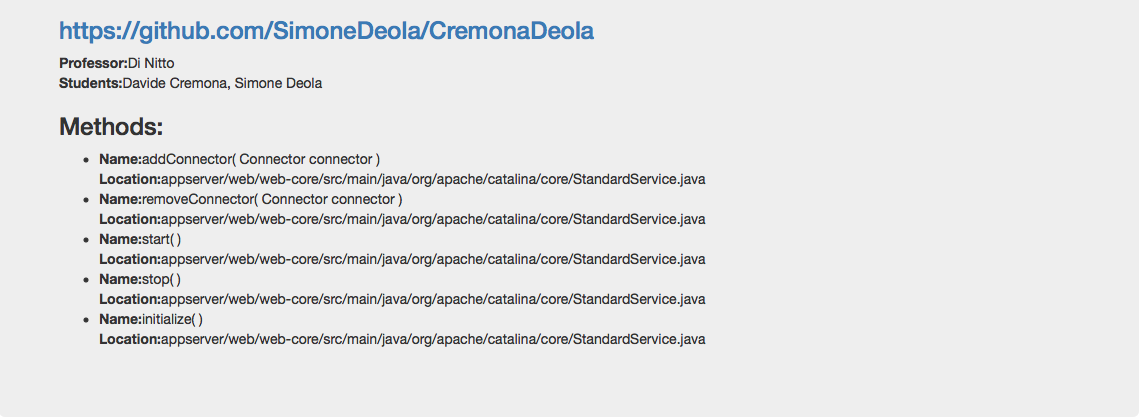 https://github.com/SimoneDeola/CremonaDeola
Professor:Di Nitto
Students:Davide Cremona, Simone Deola
Methods:
Name:addConnector( Connector connector )
Location:appserver/web/web-core/src/main/java/org/apache/catalina/core/StandardService.java
Name:removeConnector( Connector connector )
Location:appserver/web/web-core/src/main/java/org/apache/catalina/core/StandardService.java
Name:start( )
Location:appserver/web/web-core/src/main/java/org/apache/catalina/core/StandardService.java
Name:stop( )
Location:appserver/web/web-core/src/main/java/org/apache/catalina/core/StandardService.java
Name:initialize( )
Location:appserver/web/web-core/src/main/java/org/apache/catalina/core/StandardService.java